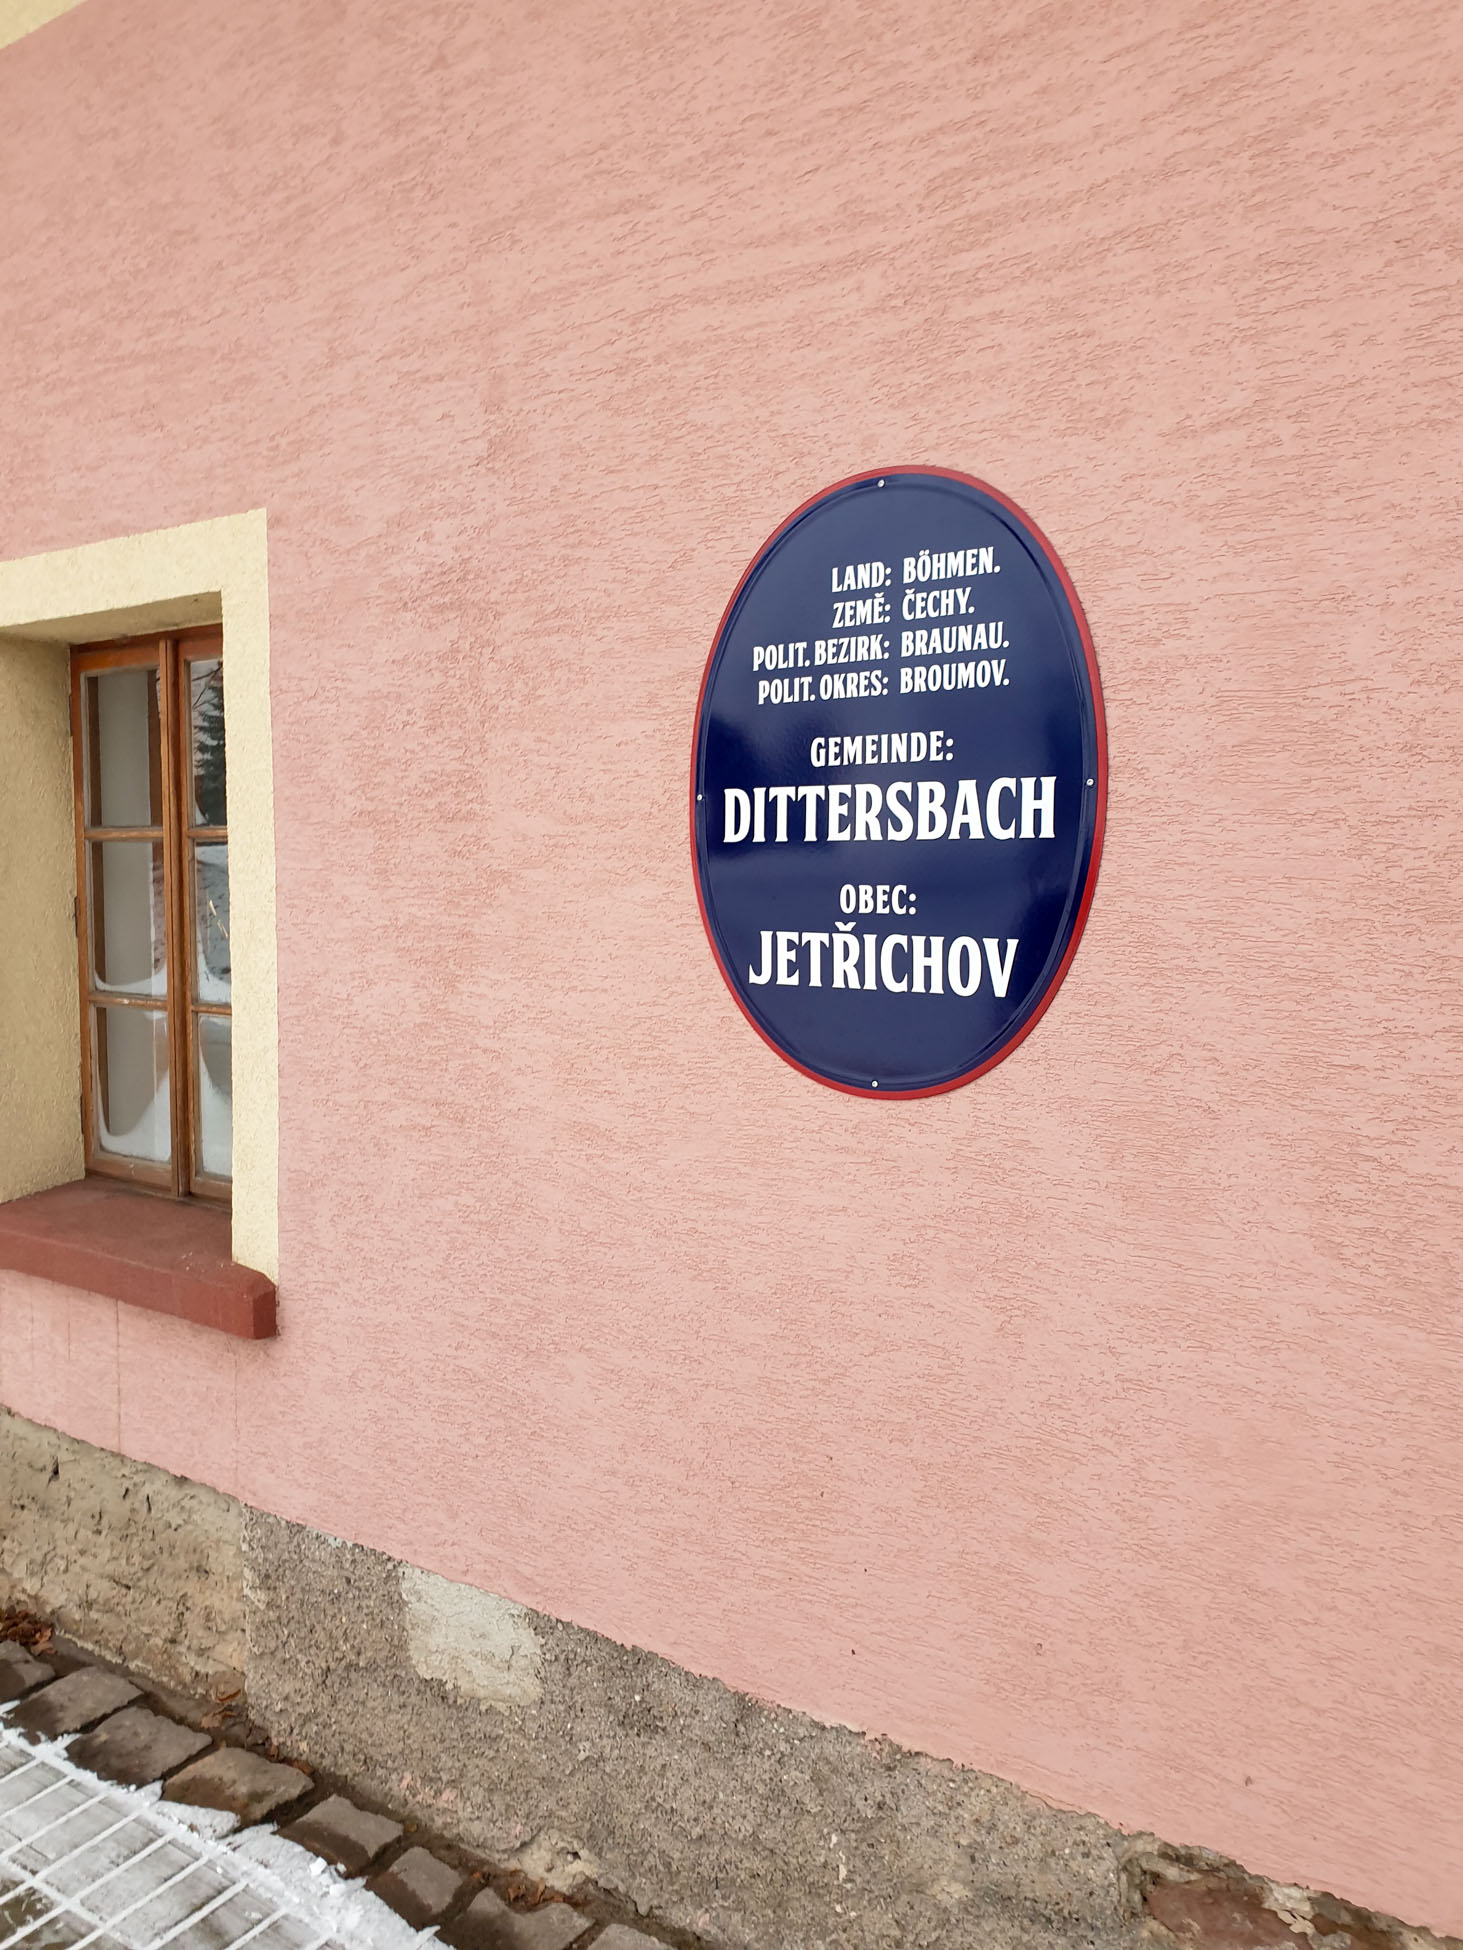 LAND: BÖHMEN.
ZEMĚ: ČECHY.
POLIT. BEZIRK: BRAUNAU.
POLIT. OKRES: BROUMOV.
GEMEINDE:
DITTERSBACH
OBEC:
JETŘICHOV